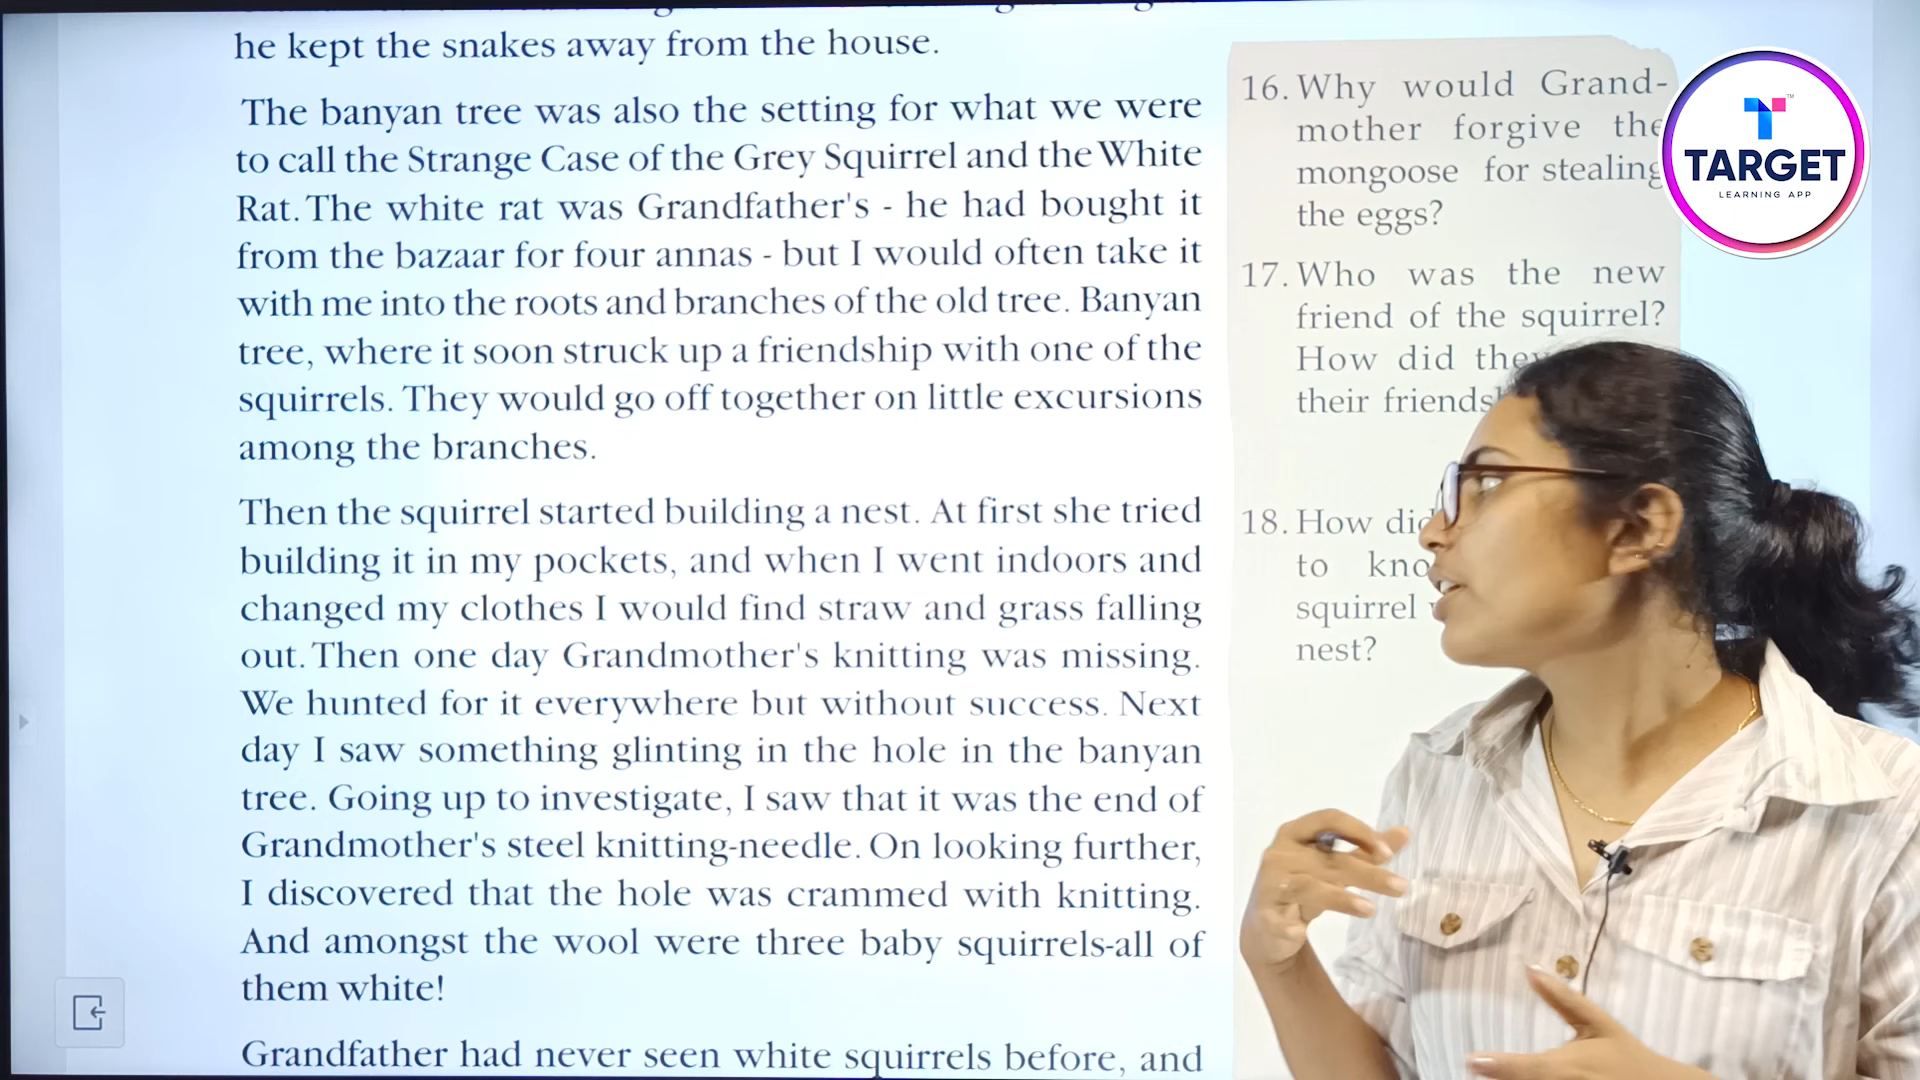 he kept the snakes away from the house.
The banyan tree was also the setting for what we were
to call the Strange Case of the Grey Squirrel and the White
Rat. The white rat was Grandfather's - he had bought it
from the bazaar for four annas - but I would often take it
with me into the roots and branches of the old tree. Banyan
tree, where it soon struck up a friendship with one of the
squirrels. They would go off together on little excursions
among the branches.
Then the squirrel started building a nest. At first she tried
building it in my pockets, and when I went indoors and
changed my clothes I would find straw and grass falling
out. Then one day Grandmother's knitting was missing.
We hunted for it everywhere but without success. Next
day I saw something glinting in the hole in the banyan
tree. Going up to investigate, I saw that it was the end of
Grandmother's steel knitting-needle. On looking further,
I discovered that the hole was crammed with knitting.
And amongst the wool were three baby squirrels-all of
them white!
Grandfather had never seen white squirrels before, and
16. Why would Grand-
mother forgive the
mongoose for stealing
the eggs?
17. Who was the new
friend of the squirrel?
How did they
their
18. How did
to
squirrel
nest?
T™
TARGET
LEARNING APP